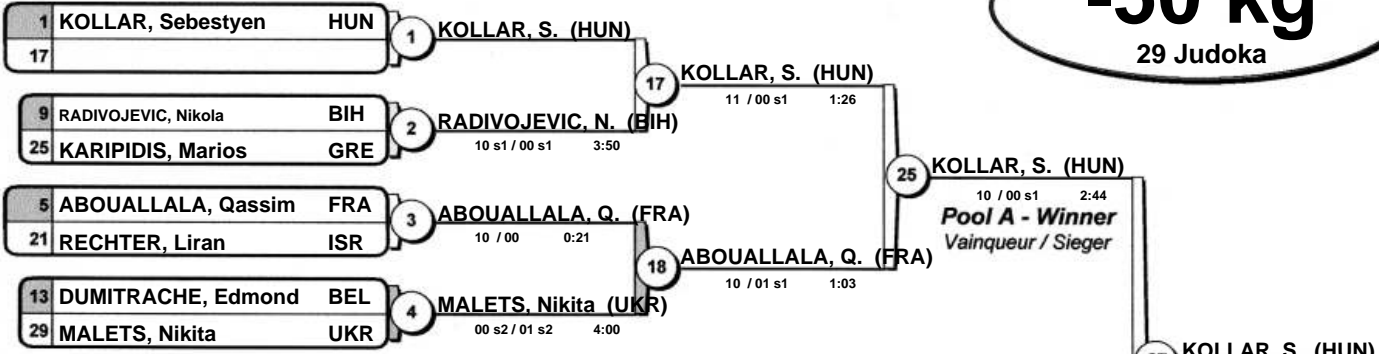 -50 kg
29 Judoka
1 KOLLAR, Sebestyen HUN
17
1
KOLLAR, S. (HUN)
9 RADIVOJEVIC, Nikola BIH
25 KARIPIDIS, Marios GRE
2
RADIVOJEVIC, N. (BIH)
10 s1 / 00 s1 3:50
17
KOLLAR, S. (HUN)
11 / 00 s1 1:26
5 ABOUALLALA, Qassim FRA
21 RECHTER, Liran ISR
3
ABOUALLALA, Q. (FRA)
10 / 00 0:21
13 DUMITRACHE, Edmond BEL
29 MALETS, Nikita UKR
4
MALETS, Nikita (UKR)
00 s2 / 01 s2 4:00
18
ABOUALLALA, Q. (FRA)
10 / 01 s1 1:03
25
KOLLAR, S. (HUN)
10 / 00 s1 2:44
Pool A - Winner
Vainqueur / Sieger
KOLLAR, S. (HUN)